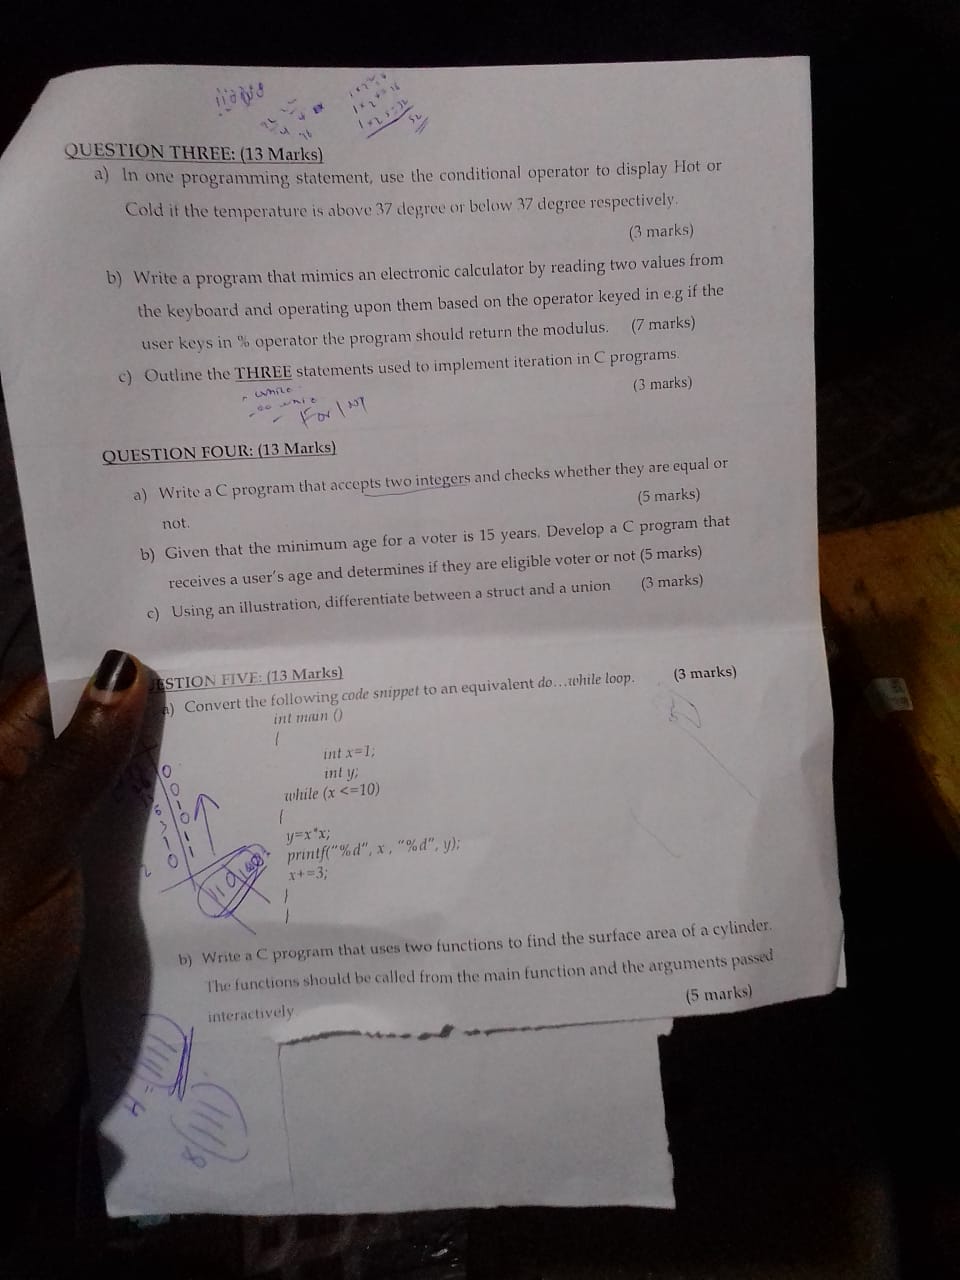 QUESTION THREE: (13 Marks)
a) In one programming statement, use the conditional operator to display Hot or
Cold if the temperature is above 37 degree or below 37 degree respectively.
(3 marks)
b) Write a program that mimics an electronic calculator by reading two values from
the keyboard and operating upon them based on the operator keyed in e.g if the
user keys in % operator the program should return the modulus. (7 marks)
c) Outline the THREE statements used to implement iteration in C programs.
(3 marks)
- while
- For
QUESTION FOUR: (13 Marks)
a) Write a C program that accepts two integers and checks whether they are equal or
not. (5 marks)
b) Given that the minimum age for a voter is 15 years. Develop a C program that
receives a user's age and determines if they are eligible voter or not (5 marks)
c) Using an illustration, differentiate between a struct and a union (3 marks)
ESTION FIVE: (13 Marks)
a) Convert the following code snippet to an equivalent do...while loop. (3 marks)
int main ()
{
int x=1;
int y;
while (x <=10)
{
y=x*x;
printf("%d", x , "%d", y);
x+=3;
}
}
b) Write a C program that uses two functions to find the surface area of a cylinder.
The functions should be called from the main function and the arguments passed
interactively (5 marks)